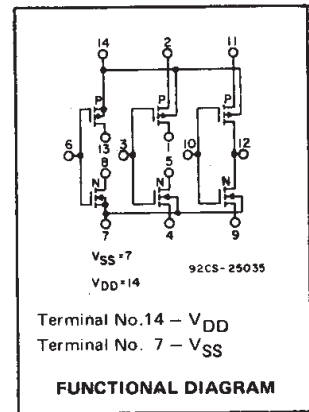 14 2 11
P P P
6 13 3 1 10 12
8 5
N N N
7 4 9
VSS=7
92CS-25035
VDD=14
Terminal No.14 – VDD
Terminal No. 7 – VSS
FUNCTIONAL DIAGRAM